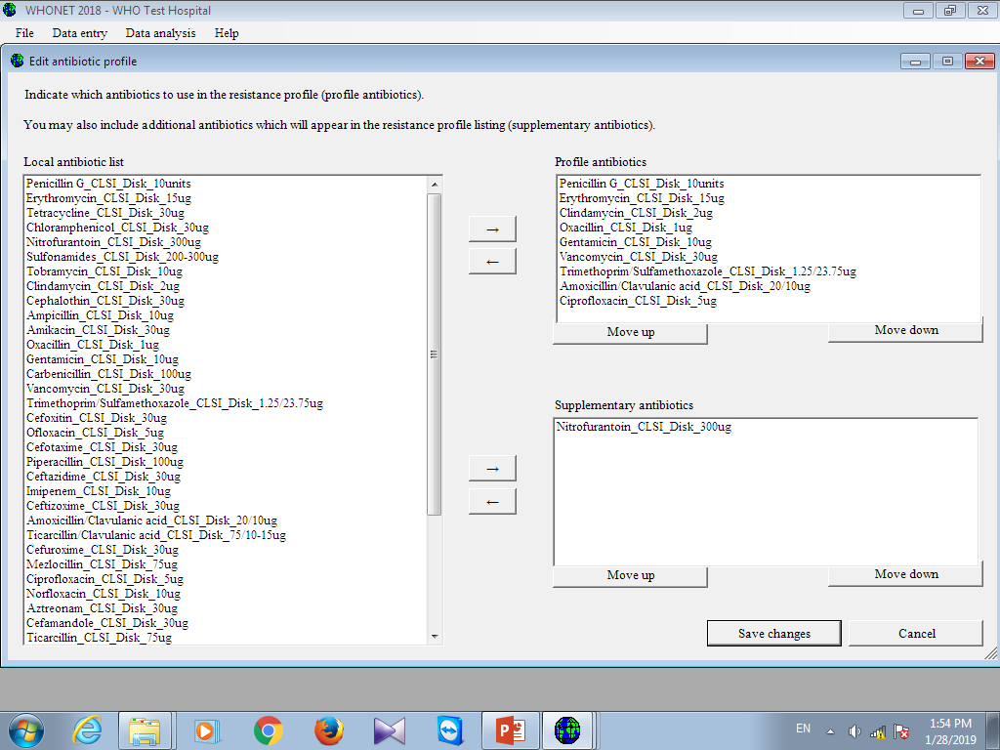 WHONET 2018 - WHO Test Hospital
File Data entry Data analysis Help
Edit antibiotic profile
Indicate which antibiotics to use in the resistance profile (profile antibiotics).
You may also include additional antibiotics which will appear in the resistance profile listing (supplementary antibiotics).
Local antibiotic list
Penicillin G_CLSI_Disk_10units
Erythromycin_CLSI_Disk_15ug
Tetracycline_CLSI_Disk_30ug
Chloramphenicol_CLSI_Disk_30ug
Nitrofurantoin_CLSI_Disk_300ug
Sulfonamides_CLSI_Disk_200-300ug
Tobramycin_CLSI_Disk_10ug
Clindamycin_CLSI_Disk_2ug
Cephalothin_CLSI_Disk_30ug
Ampicillin_CLSI_Disk_10ug
Amikacin_CLSI_Disk_30ug
Oxacillin_CLSI_Disk_1ug
Gentamicin_CLSI_Disk_10ug
Carbenicillin_CLSI_Disk_100ug
Vancomycin_CLSI_Disk_30ug
Trimethoprim/Sulfamethoxazole_CLSI_Disk_1.25/23.75ug
Cefoxitin_CLSI_Disk_30ug
Ofloxacin_CLSI_Disk_5ug
Cefotaxime_CLSI_Disk_30ug
Piperacillin_CLSI_Disk_100ug
Ceftazidime_CLSI_Disk_30ug
Imipenem_CLSI_Disk_10ug
Ceftizoxime_CLSI_Disk_30ug
Amoxicillin/Clavulanic acid_CLSI_Disk_20/10ug
Ticarcillin/Clavulanic acid_CLSI_Disk_75/10-15ug
Cefuroxime_CLSI_Disk_30ug
Mezlocillin_CLSI_Disk_75ug
Ciprofloxacin_CLSI_Disk_5ug
Norfloxacin_CLSI_Disk_10ug
Aztreonam_CLSI_Disk_30ug
Cefamandole_CLSI_Disk_30ug
Ticarcillin_CLSI_Disk_75ug
→
←
→
←
Profile antibiotics
Penicillin G_CLSI_Disk_10units
Erythromycin_CLSI_Disk_15ug
Clindamycin_CLSI_Disk_2ug
Oxacillin_CLSI_Disk_1ug
Gentamicin_CLSI_Disk_10ug
Vancomycin_CLSI_Disk_30ug
Trimethoprim/Sulfamethoxazole_CLSI_Disk_1.25/23.75ug
Amoxicillin/Clavulanic acid_CLSI_Disk_20/10ug
Ciprofloxacin_CLSI_Disk_5ug
Move up Move down
Supplementary antibiotics
Nitrofurantoin_CLSI_Disk_300ug
Move up Move down
Save changes Cancel
EN
1:54 PM
1/28/2019